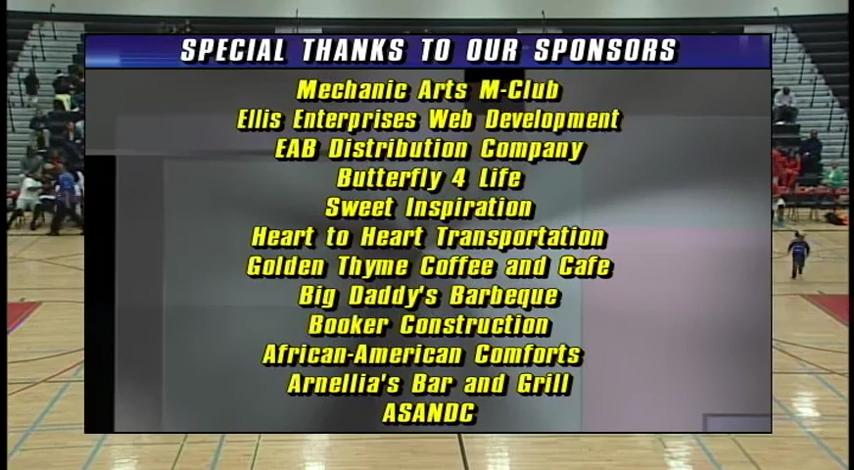 SPECIAL THANKS TO OUR SPONSORS
Mechanic Arts M-Club
Ellis Enterprises Web Development
EAB Distribution Company
Butterfly 4 Life
Sweet Inspiration
Heart to Heart Transportation
Golden Thyme Coffee and Cafe
Big Daddy's Barbeque
Booker Construction
African-American Comforts
Arnellia's Bar and Grill
ASANDC